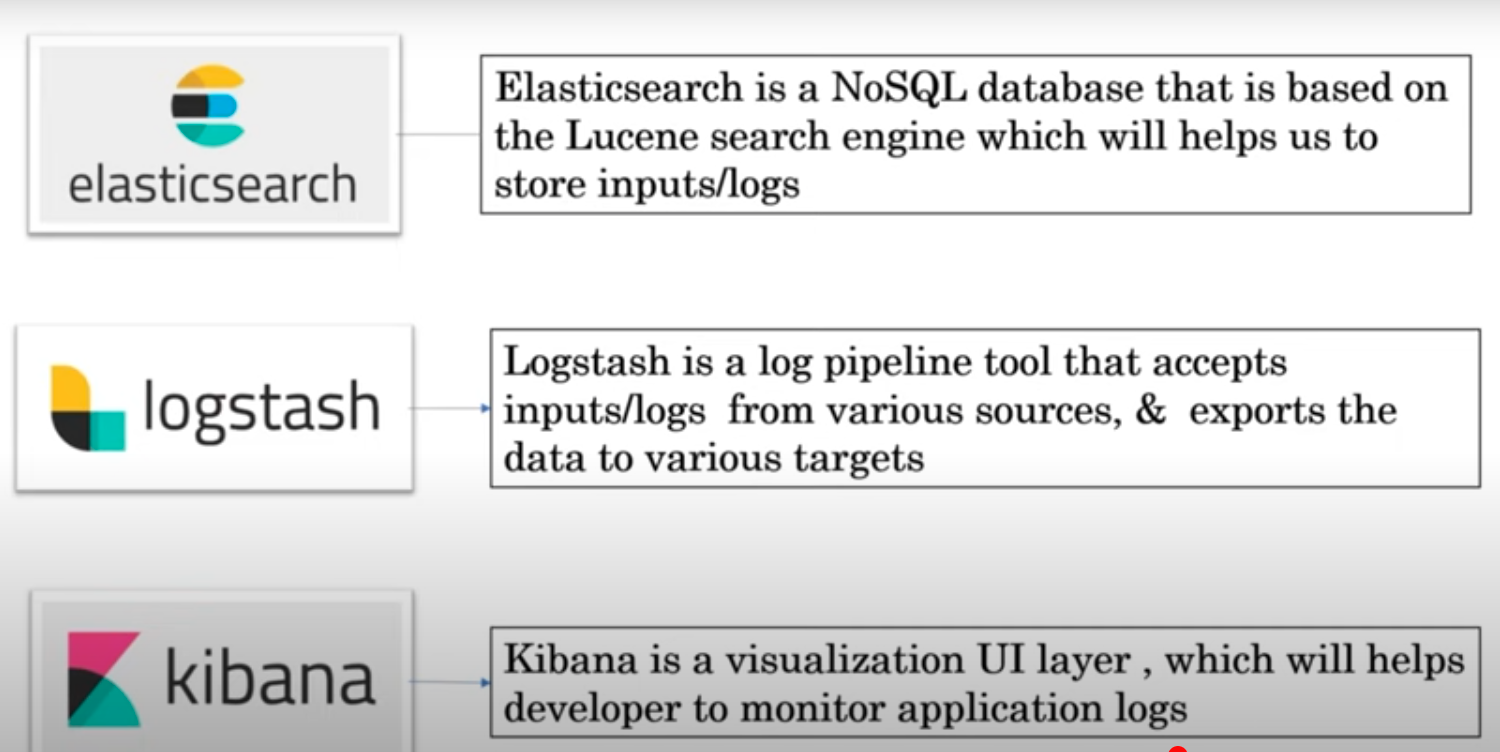 elasticsearch
Elasticsearch is a NoSQL database that is based on
the Lucene search engine which will helps us to
store inputs/logs
logstash
Logstash is a log pipeline tool that accepts
inputs/logs from various sources, & exports the
data to various targets
kibana
Kibana is a visualization UI layer , which will helps
developer to monitor application logs